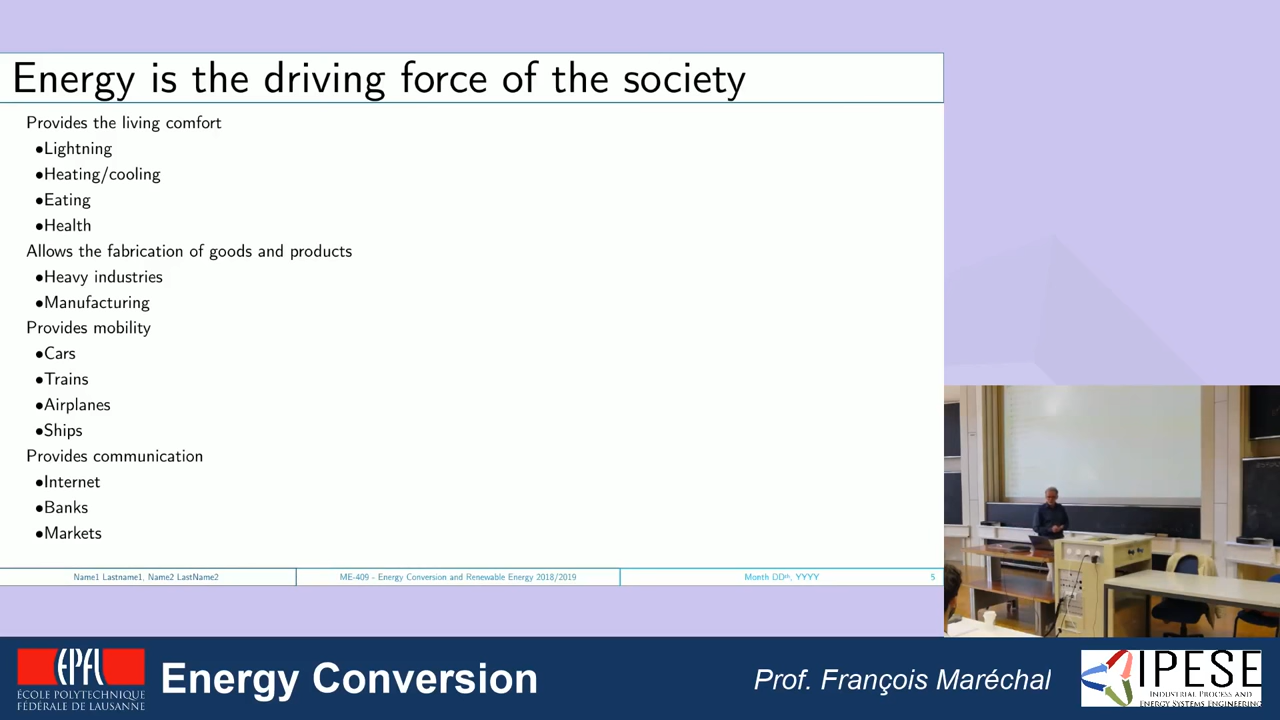 Energy is the driving force of the society
Provides the living comfort
•Lightning
•Heating/cooling
•Eating
•Health
Allows the fabrication of goods and products
•Heavy industries
•Manufacturing
Provides mobility
•Cars
•Trains
•Airplanes
•Ships
Provides communication
•Internet
•Banks
•Markets
Name1 Lastname1, Name2 LastName2
ME-409 - Energy Conversion and Renewable Energy 2018/2019
Month DDth, YYYY
5
EPFL
ÉCOLE POLYTECHNIQUE
FÉDÉRALE DE LAUSANNE
Energy Conversion
Prof. François Maréchal
IPESE
Industrial Process and
Energy Systems Engineering